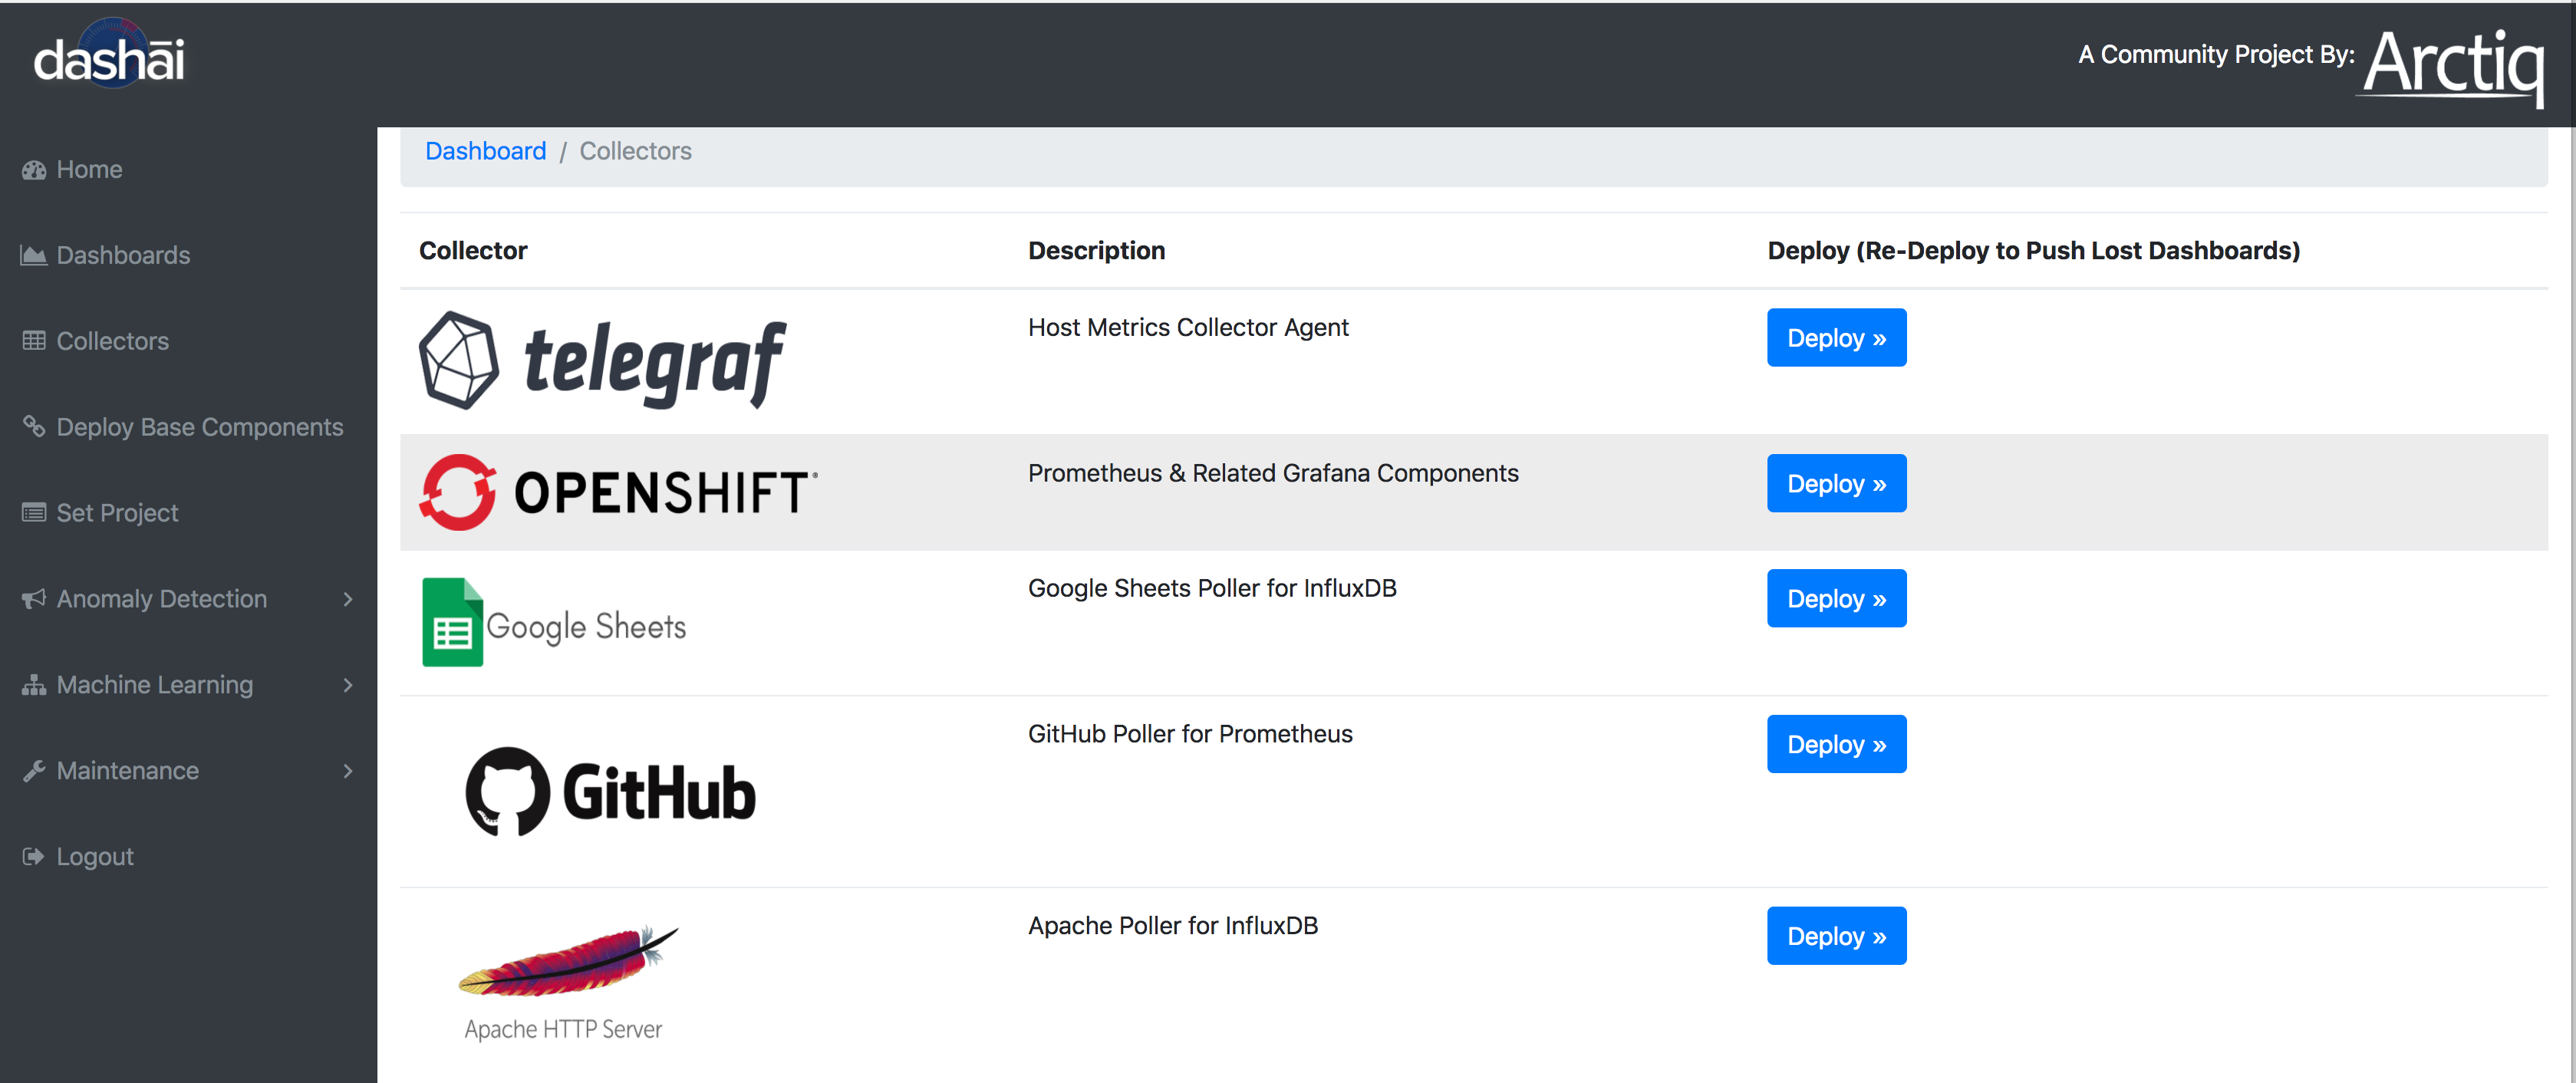 dashāi
A Community Project By: Arctiq
Home
Dashboards
Collectors
Deploy Base Components
Set Project
Anomaly Detection
Machine Learning
Maintenance
Logout
Dashboard / Collectors
Collector Description Deploy (Re-Deploy to Push Lost Dashboards)
telegraf Host Metrics Collector Agent Deploy »
OPENSHIFT® Prometheus & Related Grafana Components Deploy »
Google Sheets Google Sheets Poller for InfluxDB Deploy »
GitHub GitHub Poller for Prometheus Deploy »
Apache Poller for InfluxDB Deploy »
Apache HTTP Server